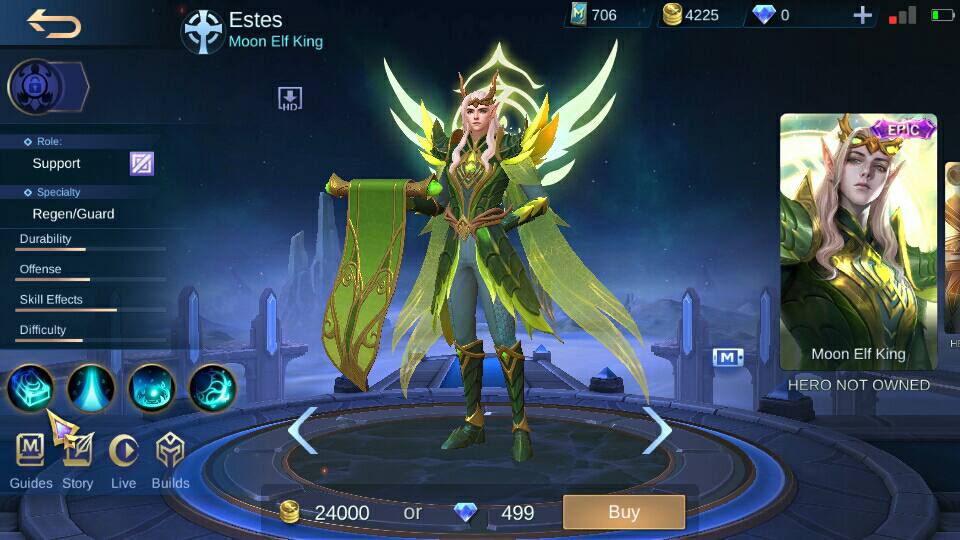 Estes
Moon Elf King
706
4225
0
HD
Role:
Support
Specialty
Regen/Guard
Durability
Offense
Skill Effects
Difficulty
EPIC
Moon Elf King
HERO NOT OWNED
M
M
Guides
Story
Live
Builds
24000
or
499
Buy